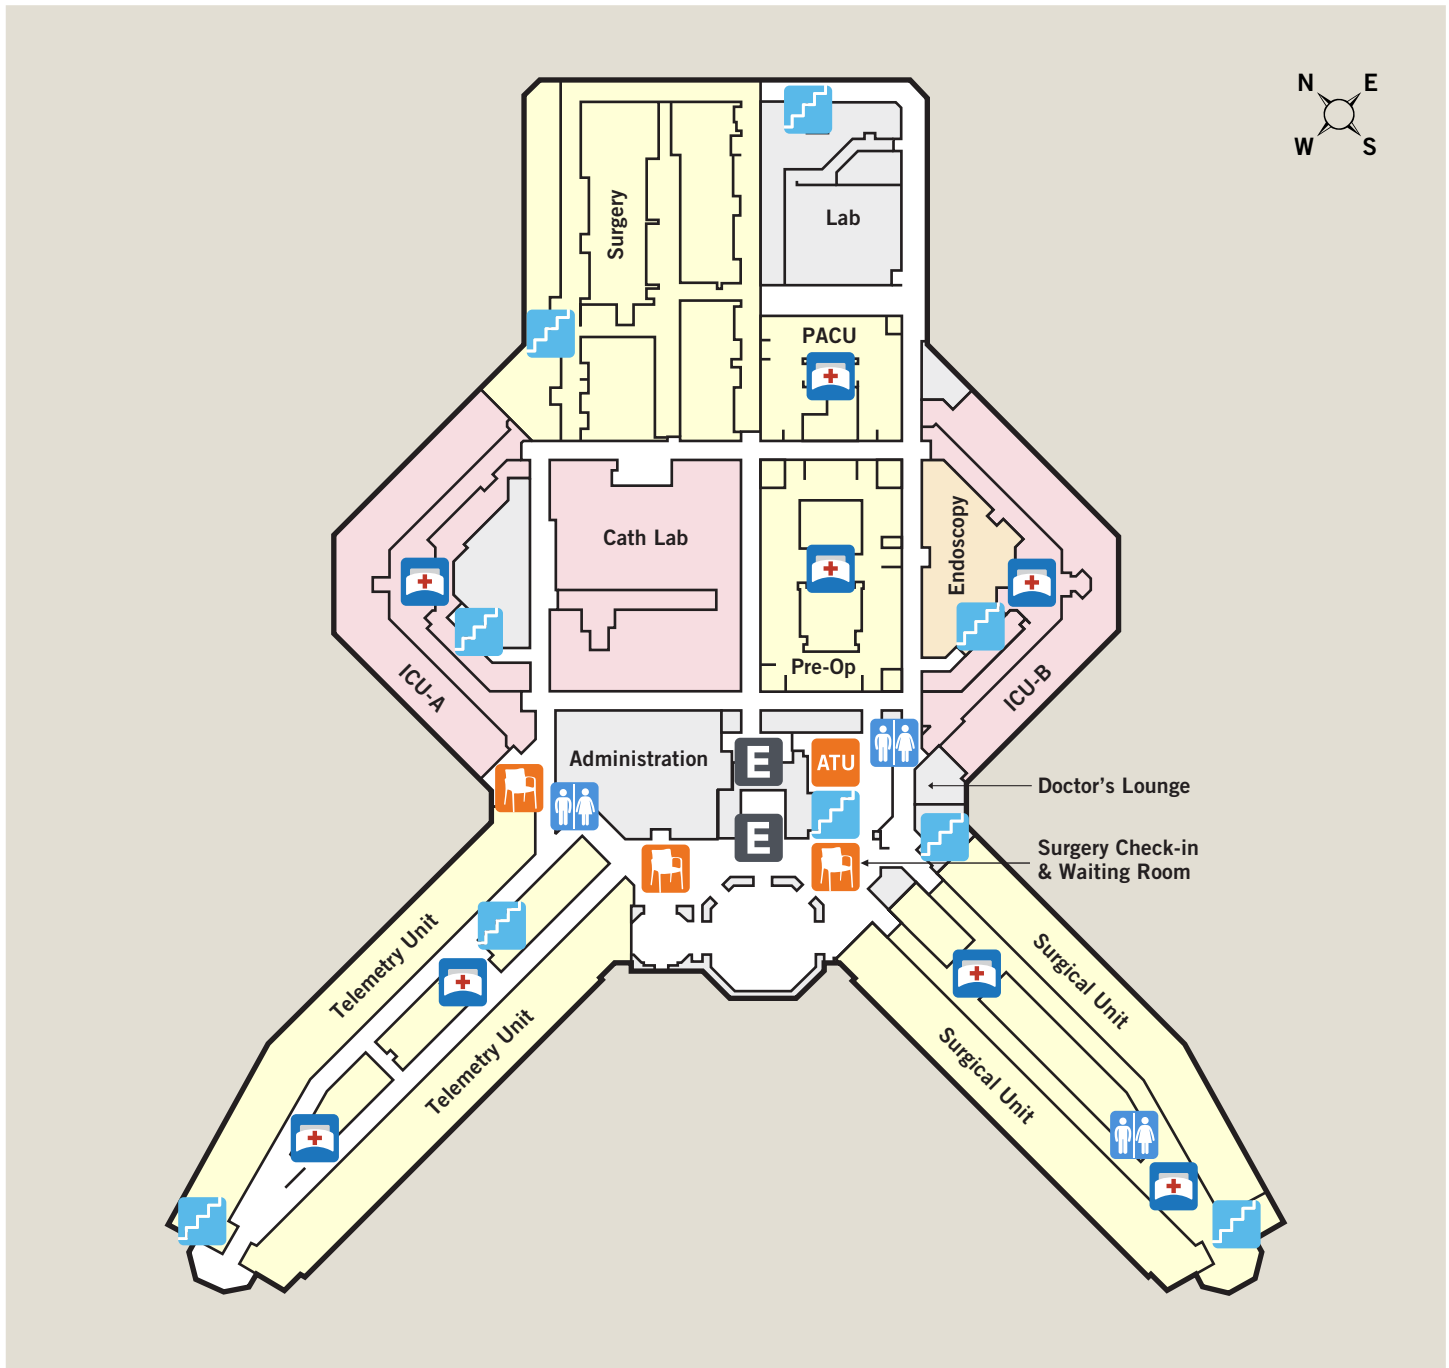 N E
W S
Surgery
Lab
PACU
Cath Lab
Endoscopy
Pre-Op
ICU-A
ICU-B
Administration
E
ATU
E
Doctor's Lounge
Surgery Check-in
& Waiting Room
Telemetry Unit
Telemetry Unit
Surgical Unit
Surgical Unit